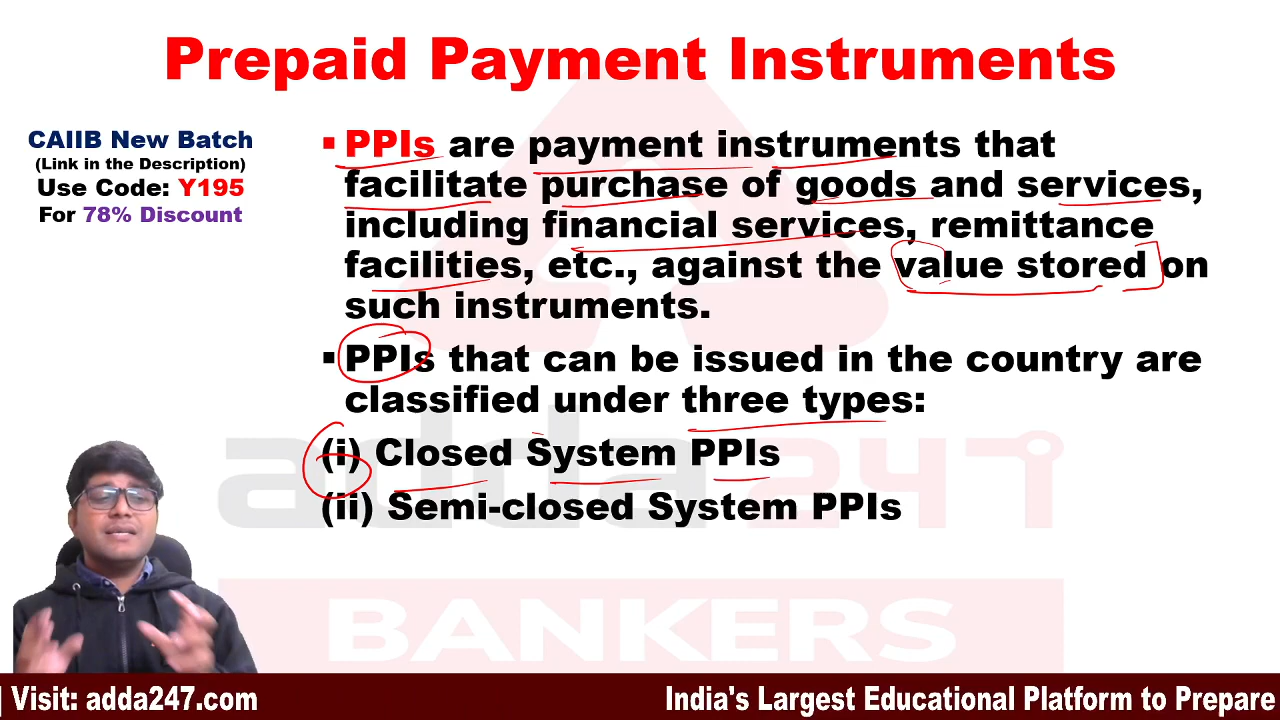 Prepaid Payment Instruments
CAIIB New Batch
(Link in the Description)
Use Code: Y195
For 78% Discount
▪ PPIs are payment instruments that
facilitate purchase of goods and services,
including financial services, remittance
facilities, etc., against the value stored on
such instruments.
▪ PPIs that can be issued in the country are
classified under three types:
(i) Closed System PPIs
(ii) Semi-closed System PPIs
adda247
BANKERS
| Visit: adda247.com
India's Largest Educational Platform to Prepare